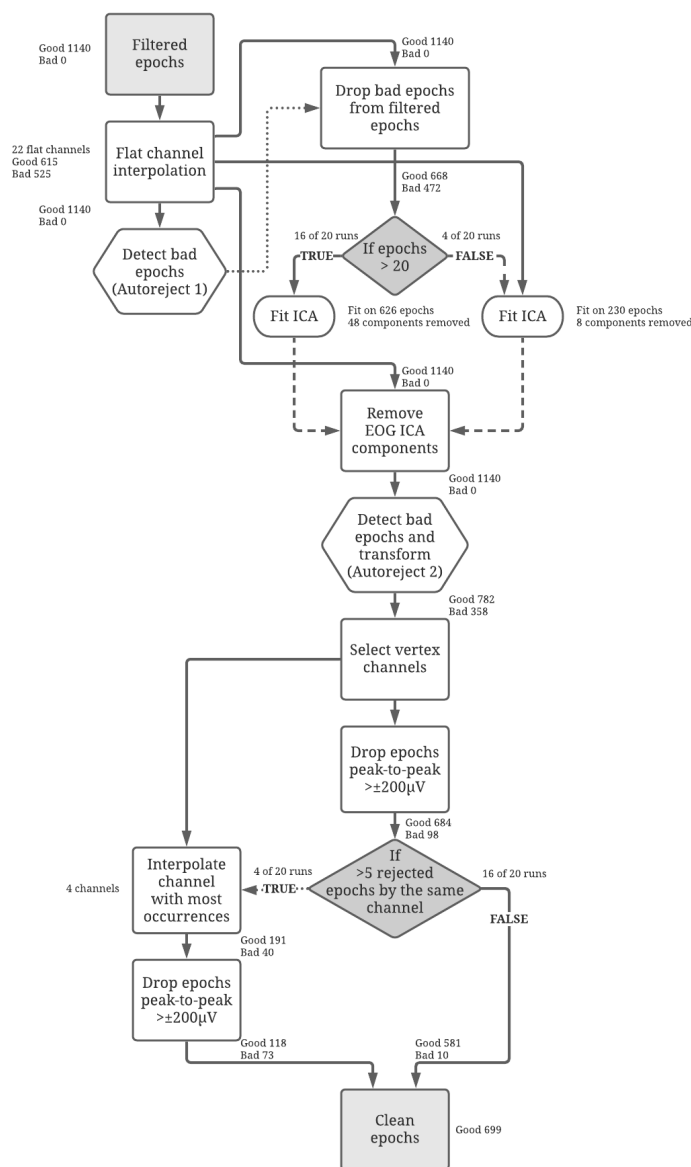 Good 1140
Bad 0
Filtered
epochs
Good 1140
Bad 0
Drop bad epochs
from filtered
epochs
22 flat channels
Good 615
Bad 525
Flat channel
interpolation
Good 668
Bad 472
Good 1140
Bad 0
Detect bad
epochs
(Autoreject 1)
16 of 20 runs
4 of 20 runs
If epochs
> 20
TRUE
FALSE
Fit ICA
Fit on 626 epochs
48 components removed
Fit ICA
Fit on 230 epochs
8 components removed
Good 1140
Bad 0
Remove
EOG ICA
components
Good 1140
Bad 0
Detect bad
epochs and
transform
(Autoreject 2)
Good 782
Bad 358
Select vertex
channels
Drop epochs
peak-to-peak
>±200µV
Good 684
Bad 98
If
>5 rejected
epochs by the same
channel
4 of 20 runs
TRUE
16 of 20 runs
FALSE
4 channels
Interpolate
channel
with most
occurrences
Good 191
Bad 40
Drop epochs
peak-to-peak
>±200µV
Good 118
Bad 73
Good 581
Bad 10
Clean
epochs
Good 699